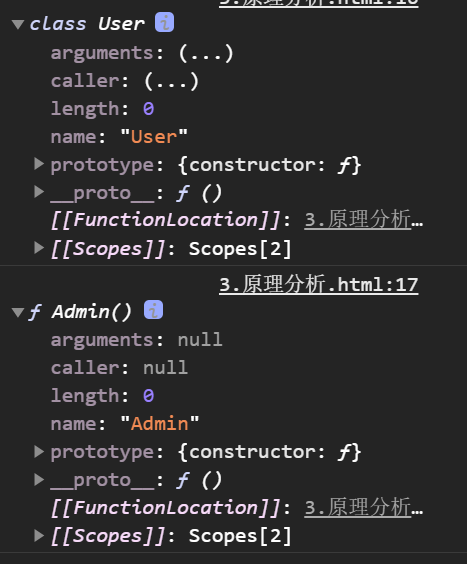 3.原理分析.html:16
class User i
arguments: (...)
caller: (...)
length: 0
name: "User"
prototype: {constructor: ƒ}
__proto__: ƒ ()
[[FunctionLocation]]: 3.原理分析…
[[Scopes]]: Scopes[2]
3.原理分析.html:17
ƒ Admin() i
arguments: null
caller: null
length: 0
name: "Admin"
prototype: {constructor: ƒ}
__proto__: ƒ ()
[[FunctionLocation]]: 3.原理分析…
[[Scopes]]: Scopes[2]